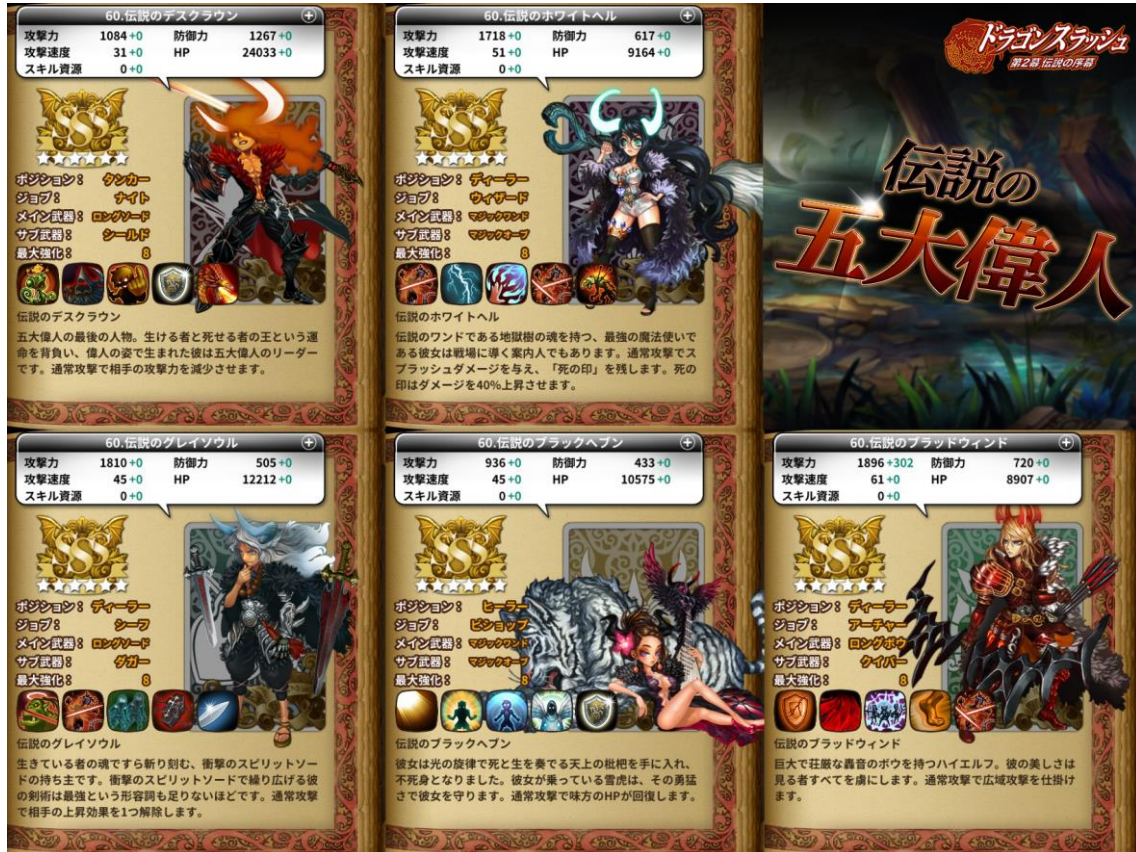 60.伝説のデスクラウン
攻撃力 1084 +0 防御力 1267 +0
攻撃速度 31 +0 HP 24033 +0
スキル資源 0 +0
SSS
ポジション： タンカー
ジョブ： ナイト
メイン武器： ロングソード
サブ武器： シールド
最大強化： 8
伝説のデスクラウン
五大偉人の最後の人物。生ける者と死せる者の王という運
命を背負い、偉人の姿で生まれた彼は五大偉人のリーダー
です。通常攻撃で相手の攻撃力を減少させます。
60.伝説のホワイトヘル
攻撃力 1718 +0 防御力 617 +0
攻撃速度 51 +0 HP 9164 +0
スキル資源 0 +0
SSS
ポジション： ディーラー
ジョブ： ウィザード
メイン武器： マジックワンド
サブ武器： マジックオーブ
最大強化： 8
伝説のホワイトヘル
伝説のワンドである地獄樹の魂を持つ、最強の魔法使いで
ある彼女は戦場に導く案内人でもあります。通常攻撃でス
プラッシュダメージを与え、「死の印」を残します。死の
印はダメージを40%上昇させます。
ドラゴンスラッシュ
第2幕 伝説の序幕
伝説の
五大偉人
60.伝説のグレイソウル
攻撃力 1810 +0 防御力 505 +0
攻撃速度 45 +0 HP 12212 +0
スキル資源 0 +0
SSS
ポジション： ディーラー
ジョブ： シーフ
メイン武器： ロングソード
サブ武器： ダガー
最大強化： 8
伝説のグレイソウル
生きている者の魂ですら斬り刻む、衝撃のスピリットソー
ドの持ち主です。衝撃のスピリットソードで繰り広げる彼
の剣術は最強という形容詞も足りないほどです。通常攻撃
で相手の上昇効果を1つ解除します。
60.伝説のブラックヘブン
攻撃力 936 +0 防御力 433 +0
攻撃速度 45 +0 HP 10575 +0
スキル資源 0 +0
SSS
ポジション： ヒーラー
ジョブ： ビショップ
メイン武器： マジックワンド
サブ武器： マジックオーブ
最大強化： 8
伝説のブラックヘブン
彼女は光の旋律で死と生を奏でる天上の枇杷を手に入れ、
不死身となりました。彼女が乗っている雪虎は、その勇猛
さで彼女を守ります。通常攻撃で味方のHPが回復します。
60.伝説のブラッドウィンド
攻撃力 1896 +302 防御力 720 +0
攻撃速度 61 +0 HP 8907 +0
スキル資源 0 +0
SSS
ポジション： ディーラー
ジョブ： アーチャー
メイン武器： ロングボウ
サブ武器： クイバー
最大強化： 8
伝説のブラッドウィンド
巨大で荘厳な轟音のボウを持つハイエルフ。彼の美しさは
見る者すべてを虜にします。通常攻撃で広域攻撃を仕掛け
ます。